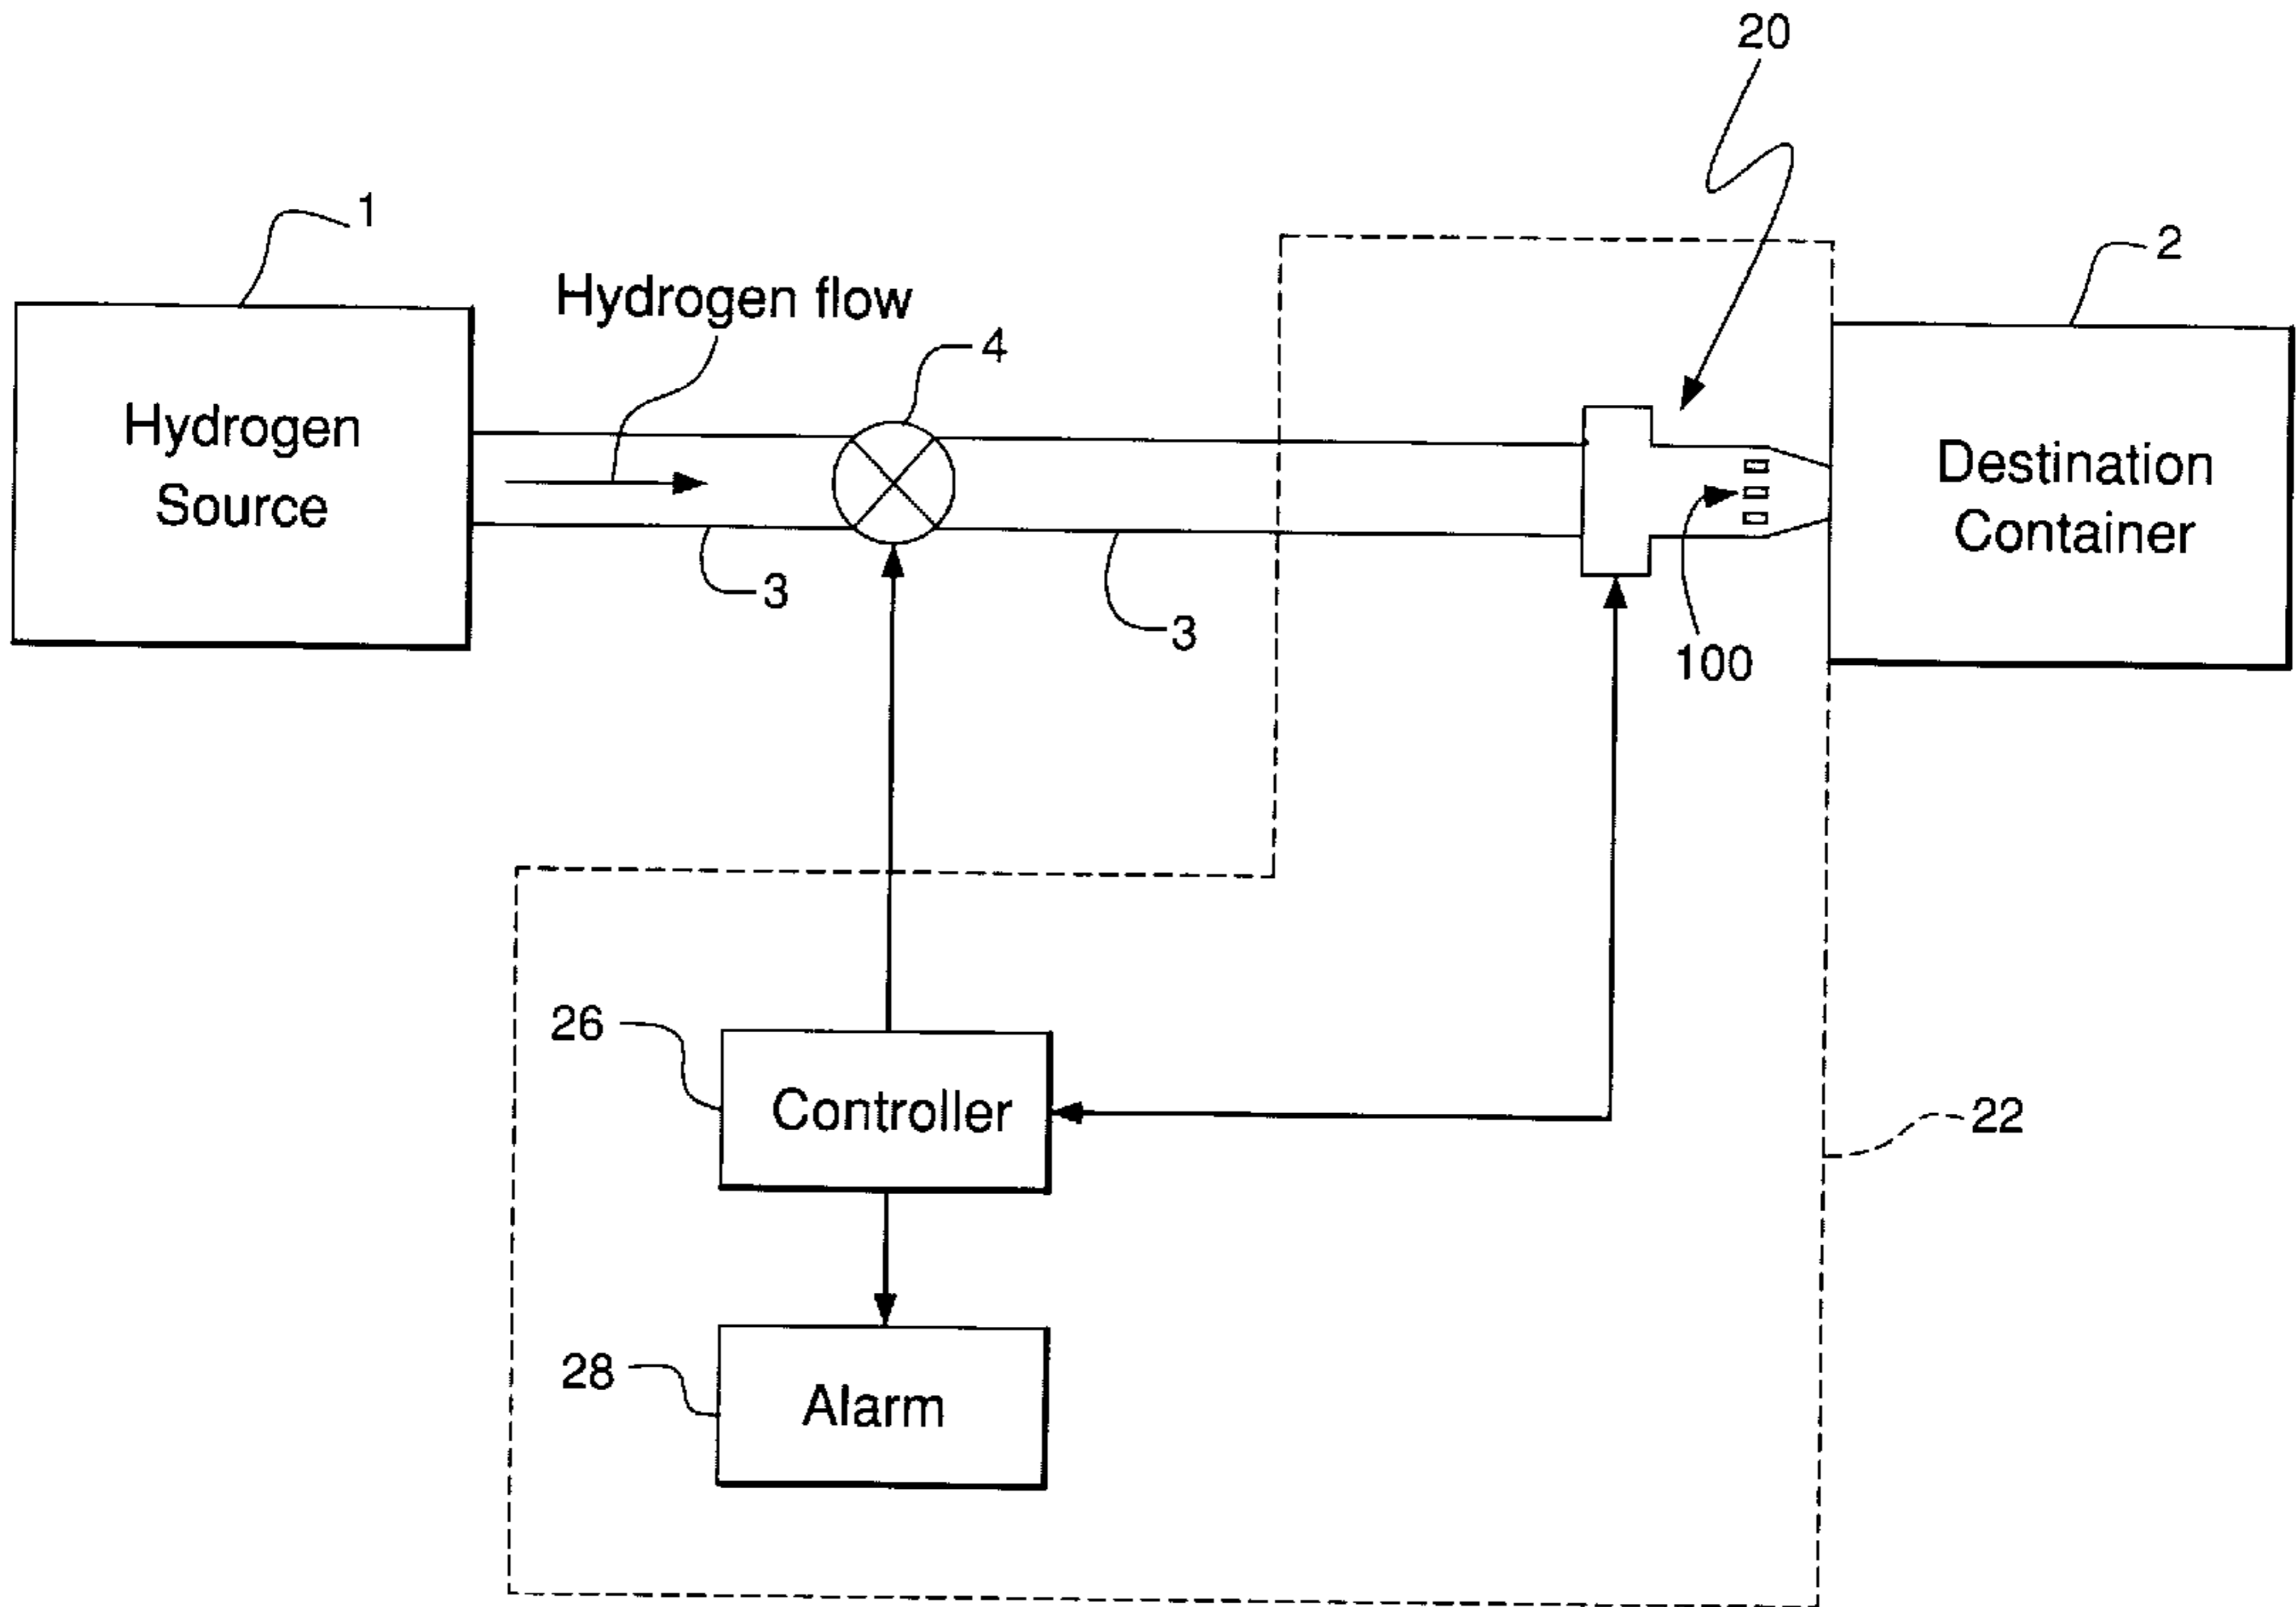 20
1
2
Hydrogen flow
4
Hydrogen
Source
Destination
Container
3
3
100
26
Controller
22
28
Alarm